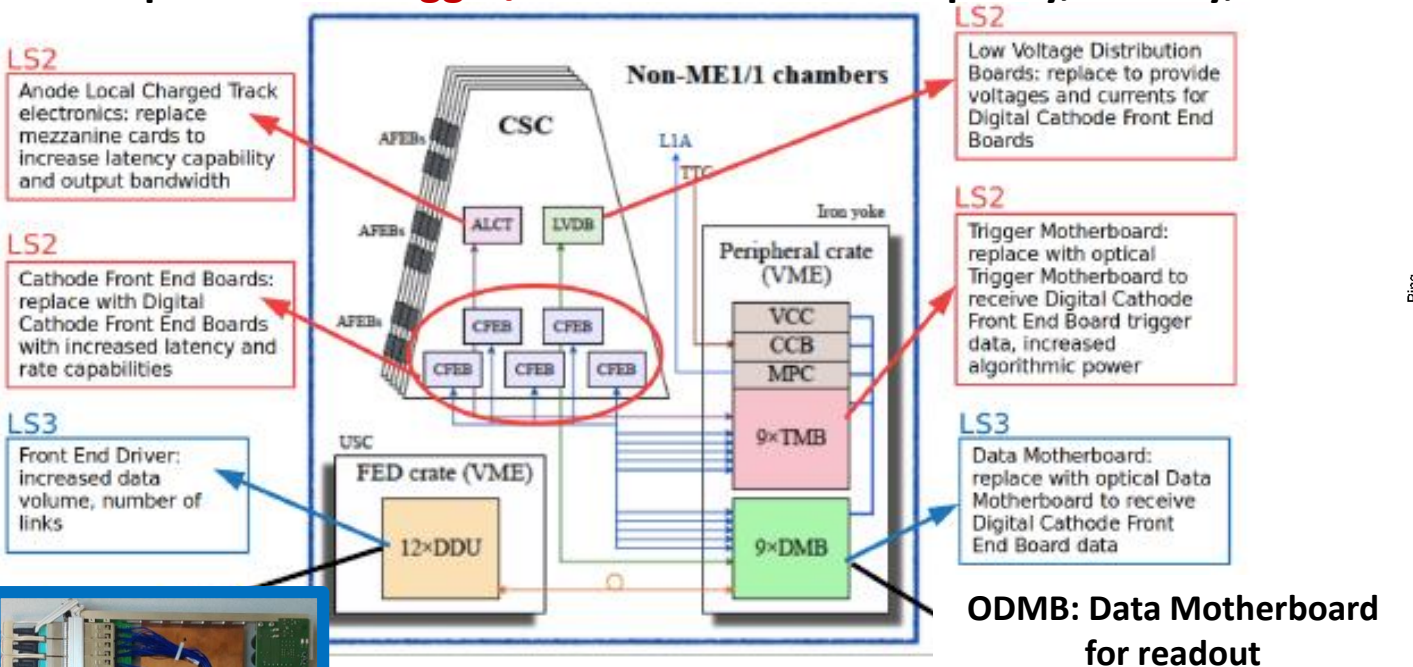 LS2
Anode Local Charged Track
electronics: replace
mezzanine cards to
increase latency capability
and output bandwidth
LS2
Cathode Front End Boards:
replace with Digital
Cathode Front End Boards
with increased latency and
rate capabilities
LS3
Front End Driver:
increased data
volume, number of
links
Non-ME1/1 chambers
CSC
AFEBs
AFEBs
AFEBs
ALCT
LVDB
CFEB
CFEB
CFEB
CFEB
CFEB
L1A
TTC
Iron yoke
Peripheral crate
(VME)
VCC
CCB
MPC
9×TMB
9×DMB
USC
FED crate (VME)
12×DDU
LS2
Low Voltage Distribution
Boards: replace to provide
voltages and currents for
Digital Cathode Front End
Boards
LS2
Trigger Motherboard:
replace with optical
Trigger Motherboard to
receive Digital Cathode
Front End Board trigger
data, increased
algorithmic power
LS3
Data Motherboard:
replace with optical Data
Motherboard to receive
Digital Cathode Front
End Board data
ODMB: Data Motherboard
for readout